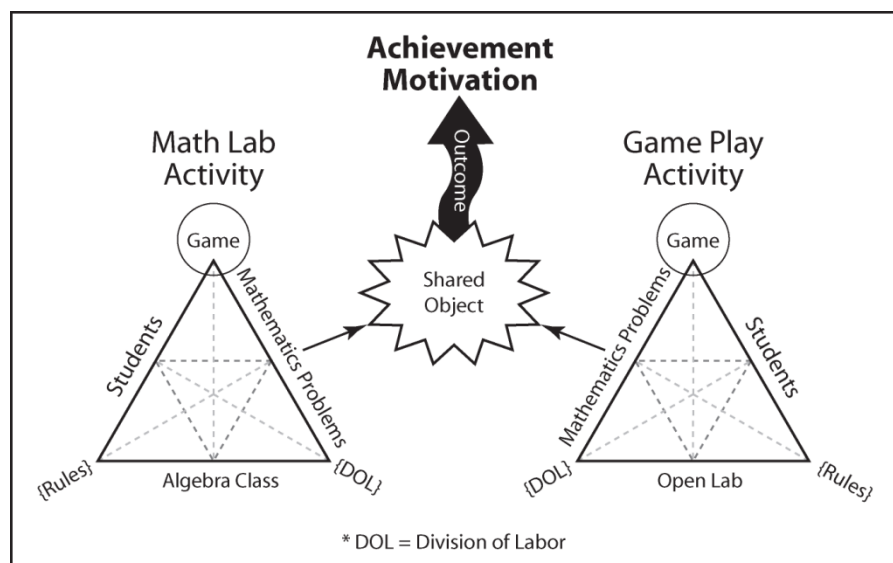 Achievement
Motivation
Outcome
Math Lab
Activity
Game Play
Activity
Game
Shared
Object
Game
Students
Mathematics Problems
Mathematics Problems
Students
{Rules}
Algebra Class
{DOL}
{DOL}
Open Lab
{Rules}
* DOL = Division of Labor